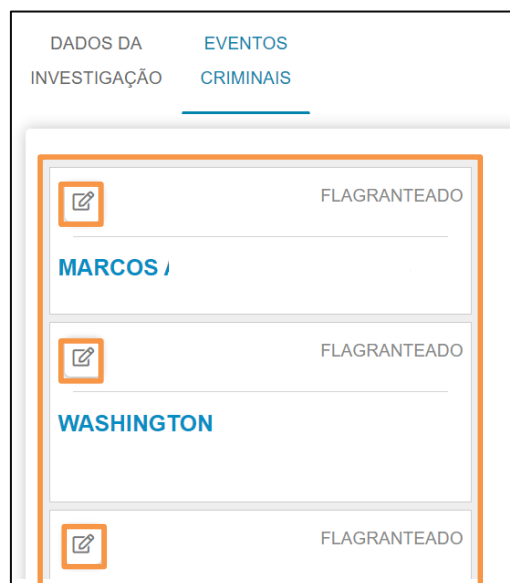 DADOS DA INVESTIGAÇÃO
EVENTOS CRIMINAIS
FLAGRANTEADO
MARCOS
FLAGRANTEADO
WASHINGTON
FLAGRANTEADO